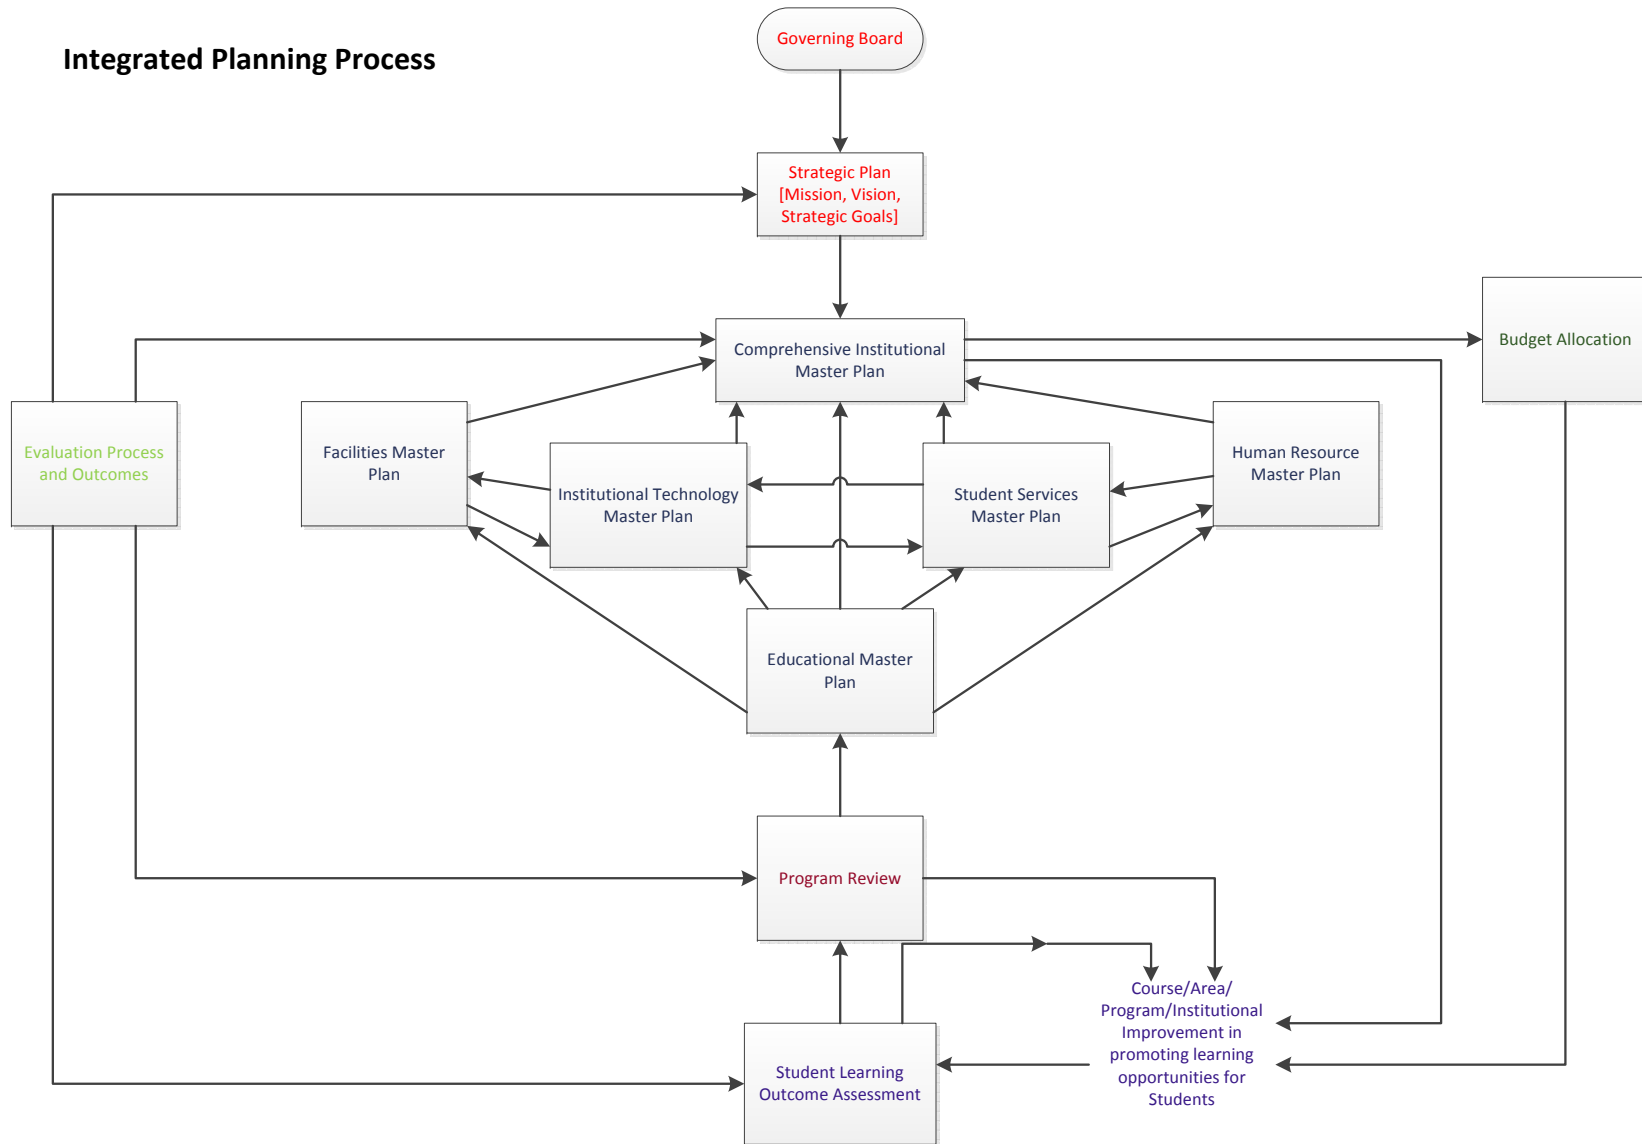 Integrated Planning Process
Governing Board
Strategic Plan
[Mission, Vision,
Strategic Goals]
Comprehensive Institutional
Master Plan
Budget Allocation
Evaluation Process
and Outcomes
Facilities Master
Plan
Institutional Technology
Master Plan
Student Services
Master Plan
Human Resource
Master Plan
Educational Master
Plan
Program Review
Course/Area/
Program/Institutional
Improvement in
promoting learning
opportunities for
Students
Student Learning
Outcome Assessment